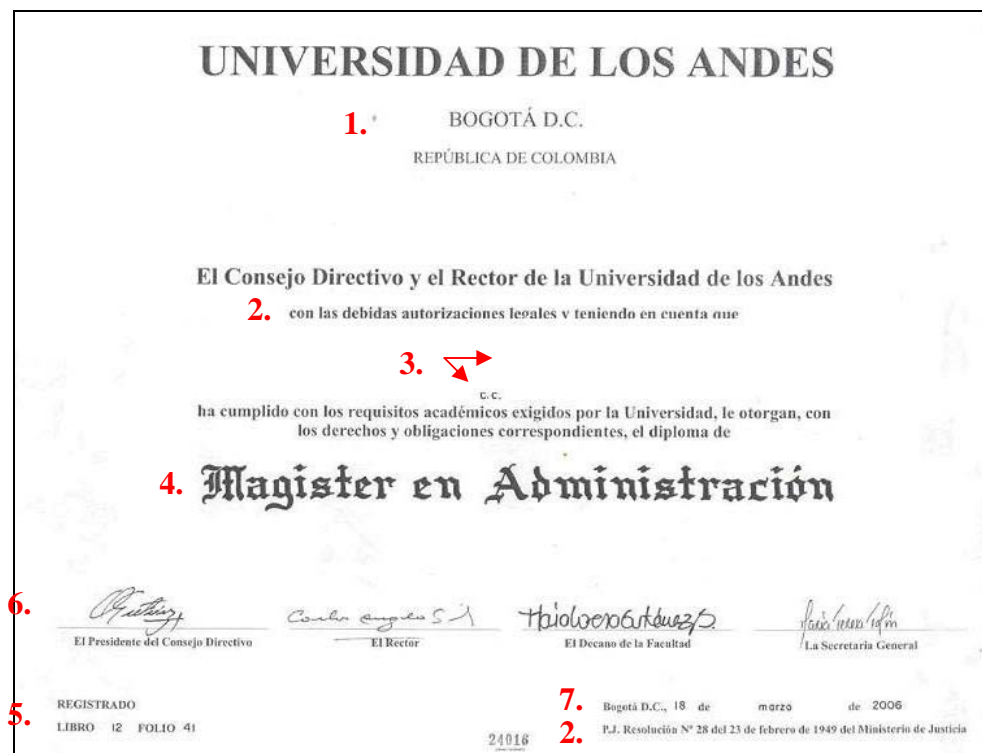 UNIVERSIDAD DE LOS ANDES
1. BOGOTÁ D.C.
REPÚBLICA DE COLOMBIA
El Consejo Directivo y el Rector de la Universidad de los Andes
2. con las debidas autorizaciones legales y teniendo en cuenta que
3.
c.c.
ha cumplido con los requisitos académicos exigidos por la Universidad, le otorgan, con
los derechos y obligaciones correspondientes, el diploma de
4. Magister en Administración
6.
El Presidente del Consejo Directivo El Rector El Decano de la Facultad La Secretaria General
REGISTRADO
5. LIBRO 12 FOLIO 41
24016
7. Bogotá D.C., 18 de marzo de 2006
2. P.J. Resolución Nº 28 del 23 de febrero de 1949 del Ministerio de Justicia